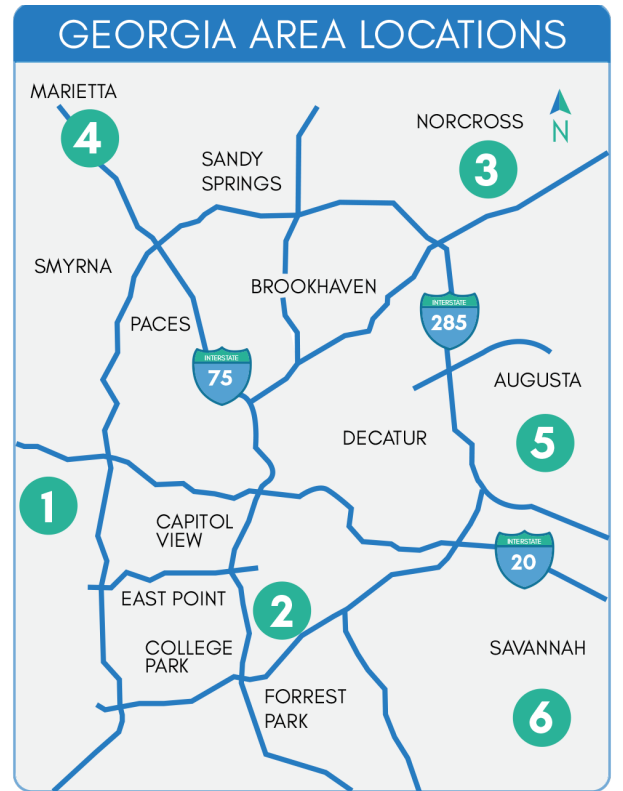 GEORGIA AREA LOCATIONS
MARIETTA
4
NORCROSS
N
3
SANDY
SPRINGS
SMYRNA
BROOKHAVEN
PACES
INTERSTATE
285
INTERSTATE
75
AUGUSTA
DECATUR
5
1
CAPITOL
VIEW
INTERSTATE
20
EAST POINT
2
COLLEGE
PARK
SAVANNAH
FORREST
PARK
6